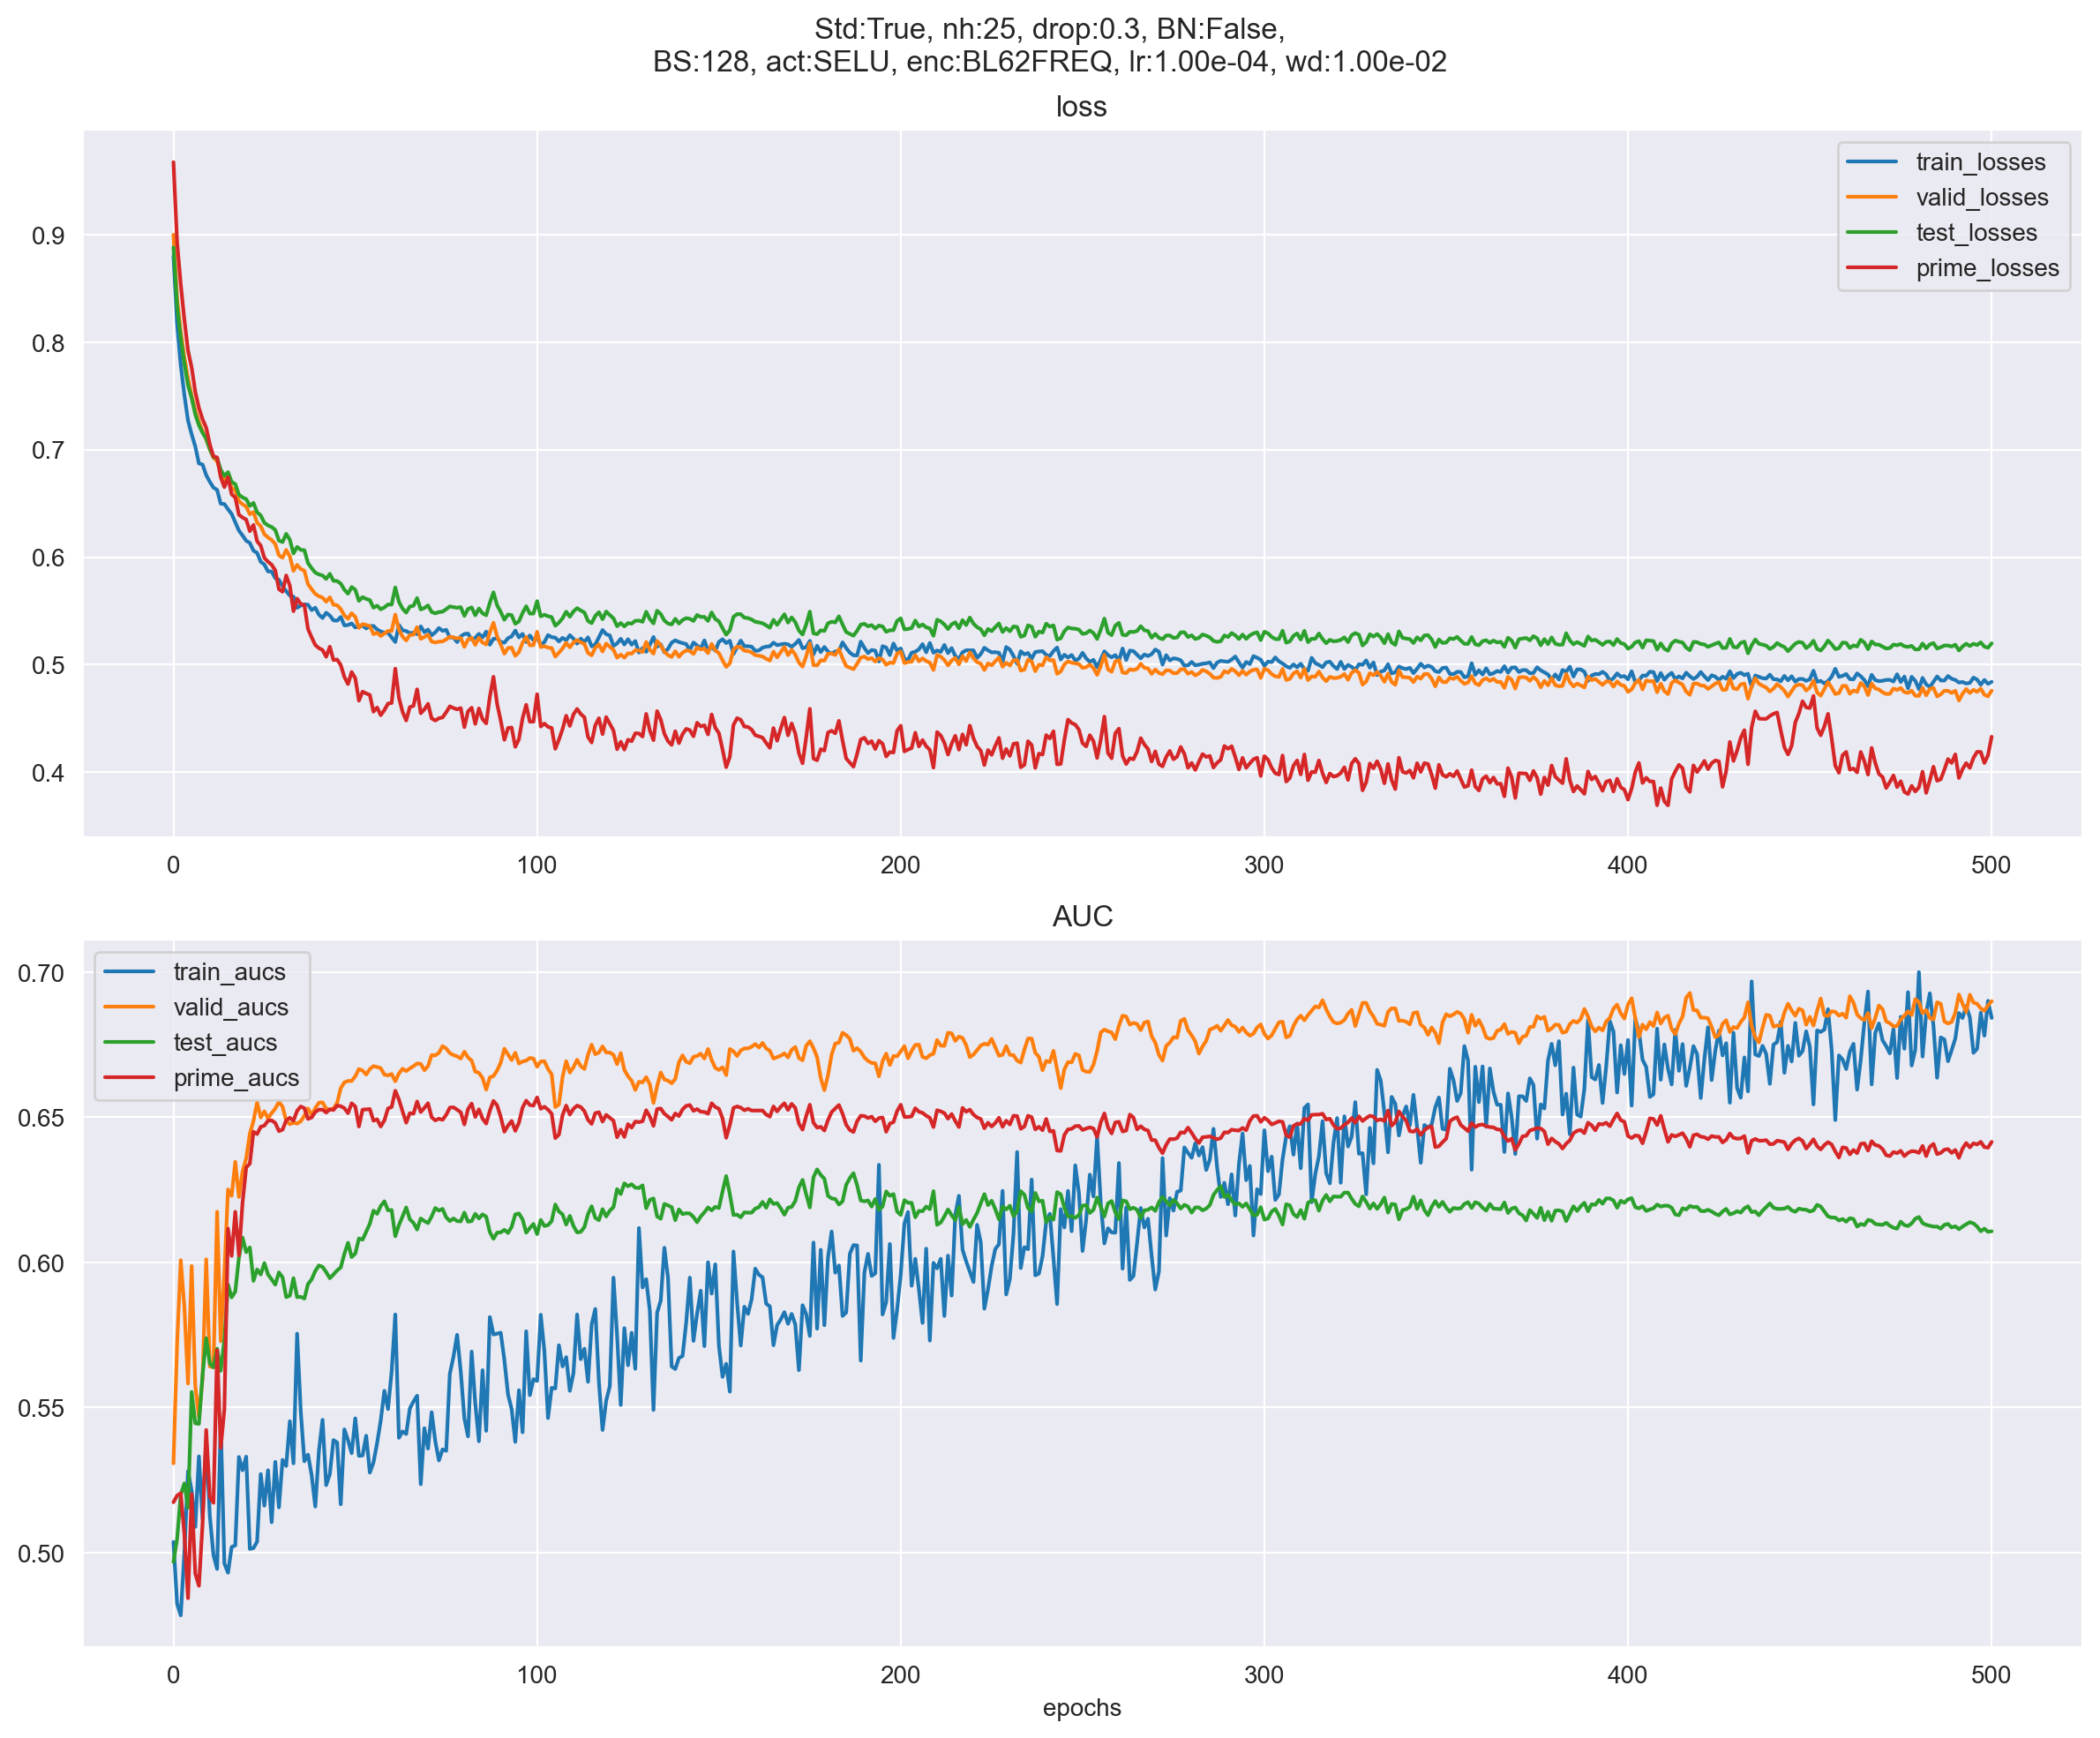 Std:True, nh:25, drop:0.3, BN:False,
BS:128, act:SELU, enc:BL62FREQ, lr:1.00e-04, wd:1.00e-02
loss
train_losses
valid_losses
test_losses
prime_losses
0.9
0.8
0.7
0.6
0.5
0.4
0 100 200 300 400 500
AUC
train_aucs
valid_aucs
test_aucs
prime_aucs
0.70
0.65
0.60
0.55
0.50
0 100 200 300 400 500
epochs